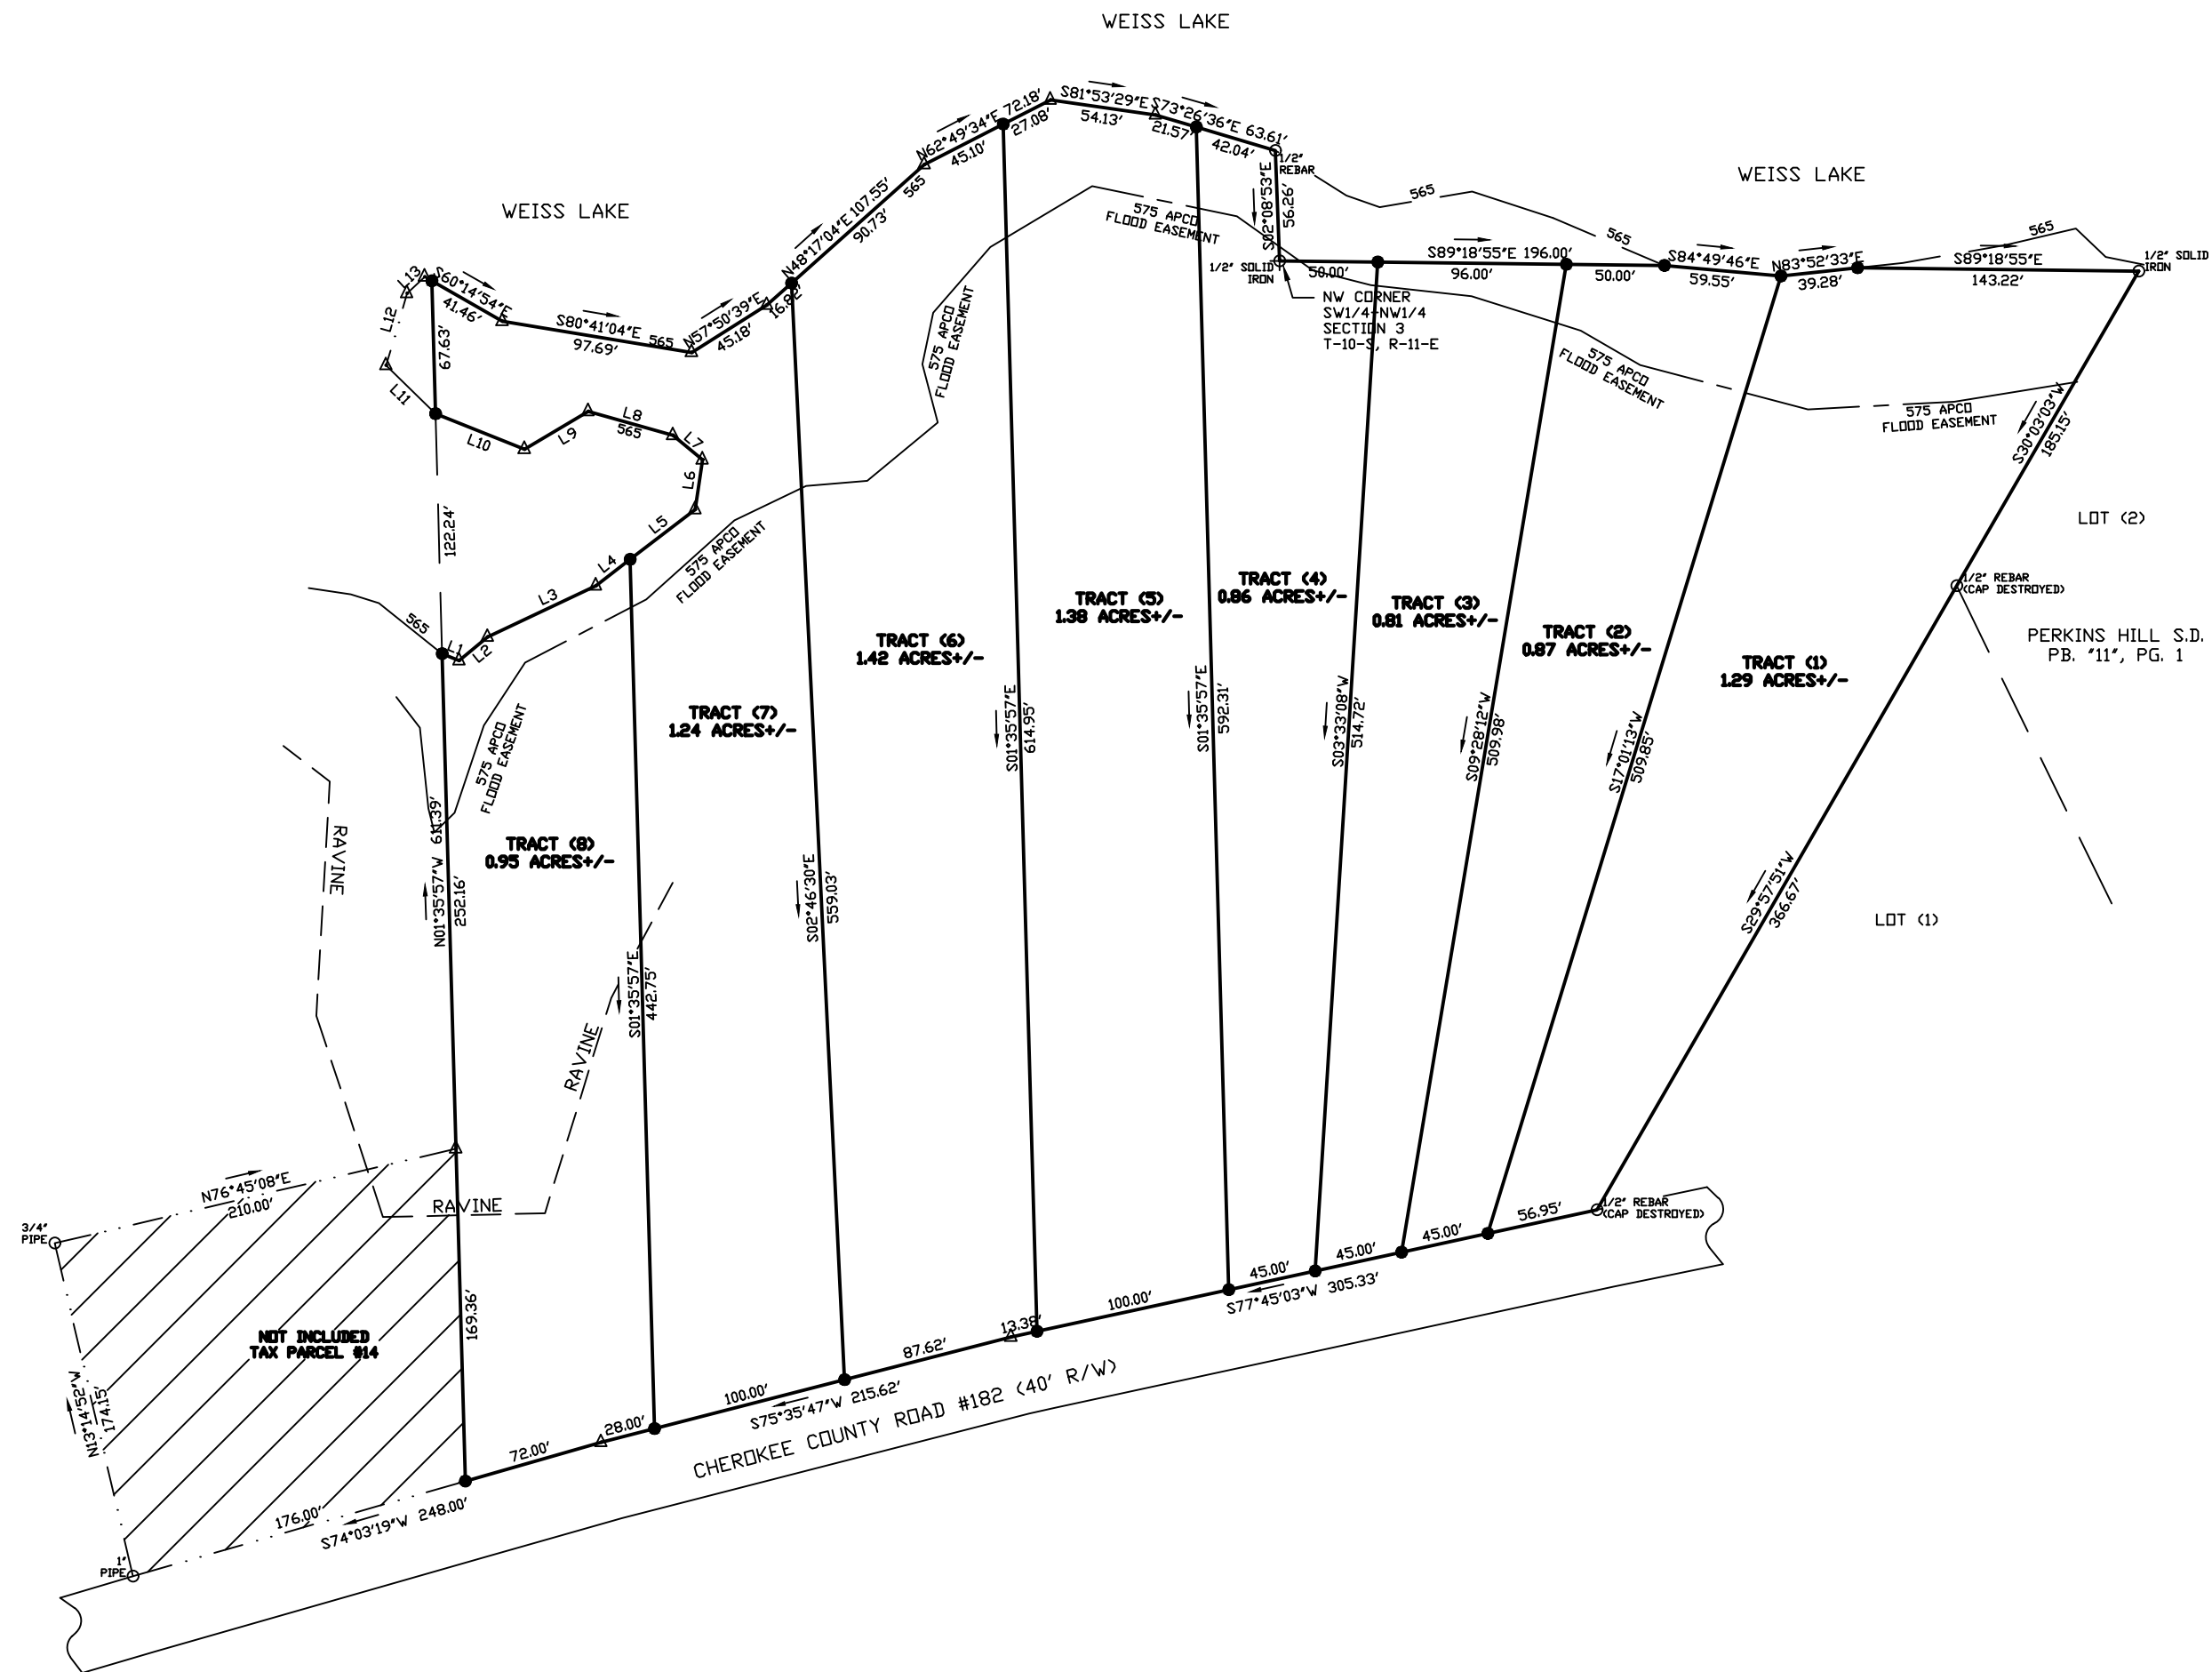 WEISS LAKE
WEISS LAKE
WEISS LAKE
S81°53'29"E
54.13'
S73°26'36"E 63.61'
21.57'
42.04'
N62°49'34"E 72.18'
27.08'
45.10'
1/2"
REBAR
S02°08'53"E
56.26'
565
565
565
1/2" SOLID
IRON
N48°17'04"E 107.55'
90.73'
565
16.82'
575 APCO
FLOOD EASEMENT
S89°18'55"E 196.00'
50.00'
96.00'
50.00'
1/2" SOLID
IRON
S84°49'46"E
59.55'
N83°52'33"E
39.28'
S89°18'55"E
143.22'
NW CORNER
SW1/4-NW1/4
SECTION 3
T-10-S, R-11-E
L13
S60°14'54"E
41.46'
L12
S80°41'04"E
565
97.69'
N57°50'39"E
45.18'
67.63'
L11
L10
L9
L8
565
L7
L6
L5
L4
L3
L2
L1
565
122.24'
575 APCO
FLOOD EASEMENT
575 APCO
FLOOD EASEMENT
575 APCO
FLOOD EASEMENT
S30°03'03"W
185.15'
575 APCO
FLOOD EASEMENT
LOT (2)
1/2" REBAR
(CAP DESTROYED)
PERKINS HILL S.D.
PB. "11", PG. 1
TRACT (4)
0.86 ACRES+/-
TRACT (5)
1.38 ACRES+/-
TRACT (3)
0.81 ACRES+/-
TRACT (6)
1.42 ACRES+/-
TRACT (2)
0.87 ACRES+/-
TRACT (1)
1.29 ACRES+/-
TRACT (7)
1.24 ACRES+/-
TRACT (8)
0.95 ACRES+/-
575 APCO
FLOOD EASEMENT
S01°35'57"E
614.95'
S01°35'57"E
592.31'
S03°33'08"W
514.72'
S09°28'12"W
509.98'
S17°01'13"W
509.85'
S29°57'51"W
366.67'
LOT (1)
N01°35'57"W 611.39'
252.16'
S02°46'30"E
559.03'
S01°35'57"E
442.75'
RAVINE
RAVINE
RAVINE
N76°45'08"E
210.00'
3/4"
PIPE
NOT INCLUDED
TAX PARCEL #14
169.36'
N13°14'52"W
174.15'
1"
PIPE
176.00'
S74°03'19"W 248.00'
72.00'
28.00'
100.00'
S75°35'47"W 215.62'
87.62'
13.38'
100.00'
45.00'
S77°45'03"W 305.33'
45.00'
45.00'
56.95'
1/2" REBAR
(CAP DESTROYED)
CHEROKEE COUNTY ROAD #182 (40' R/W)